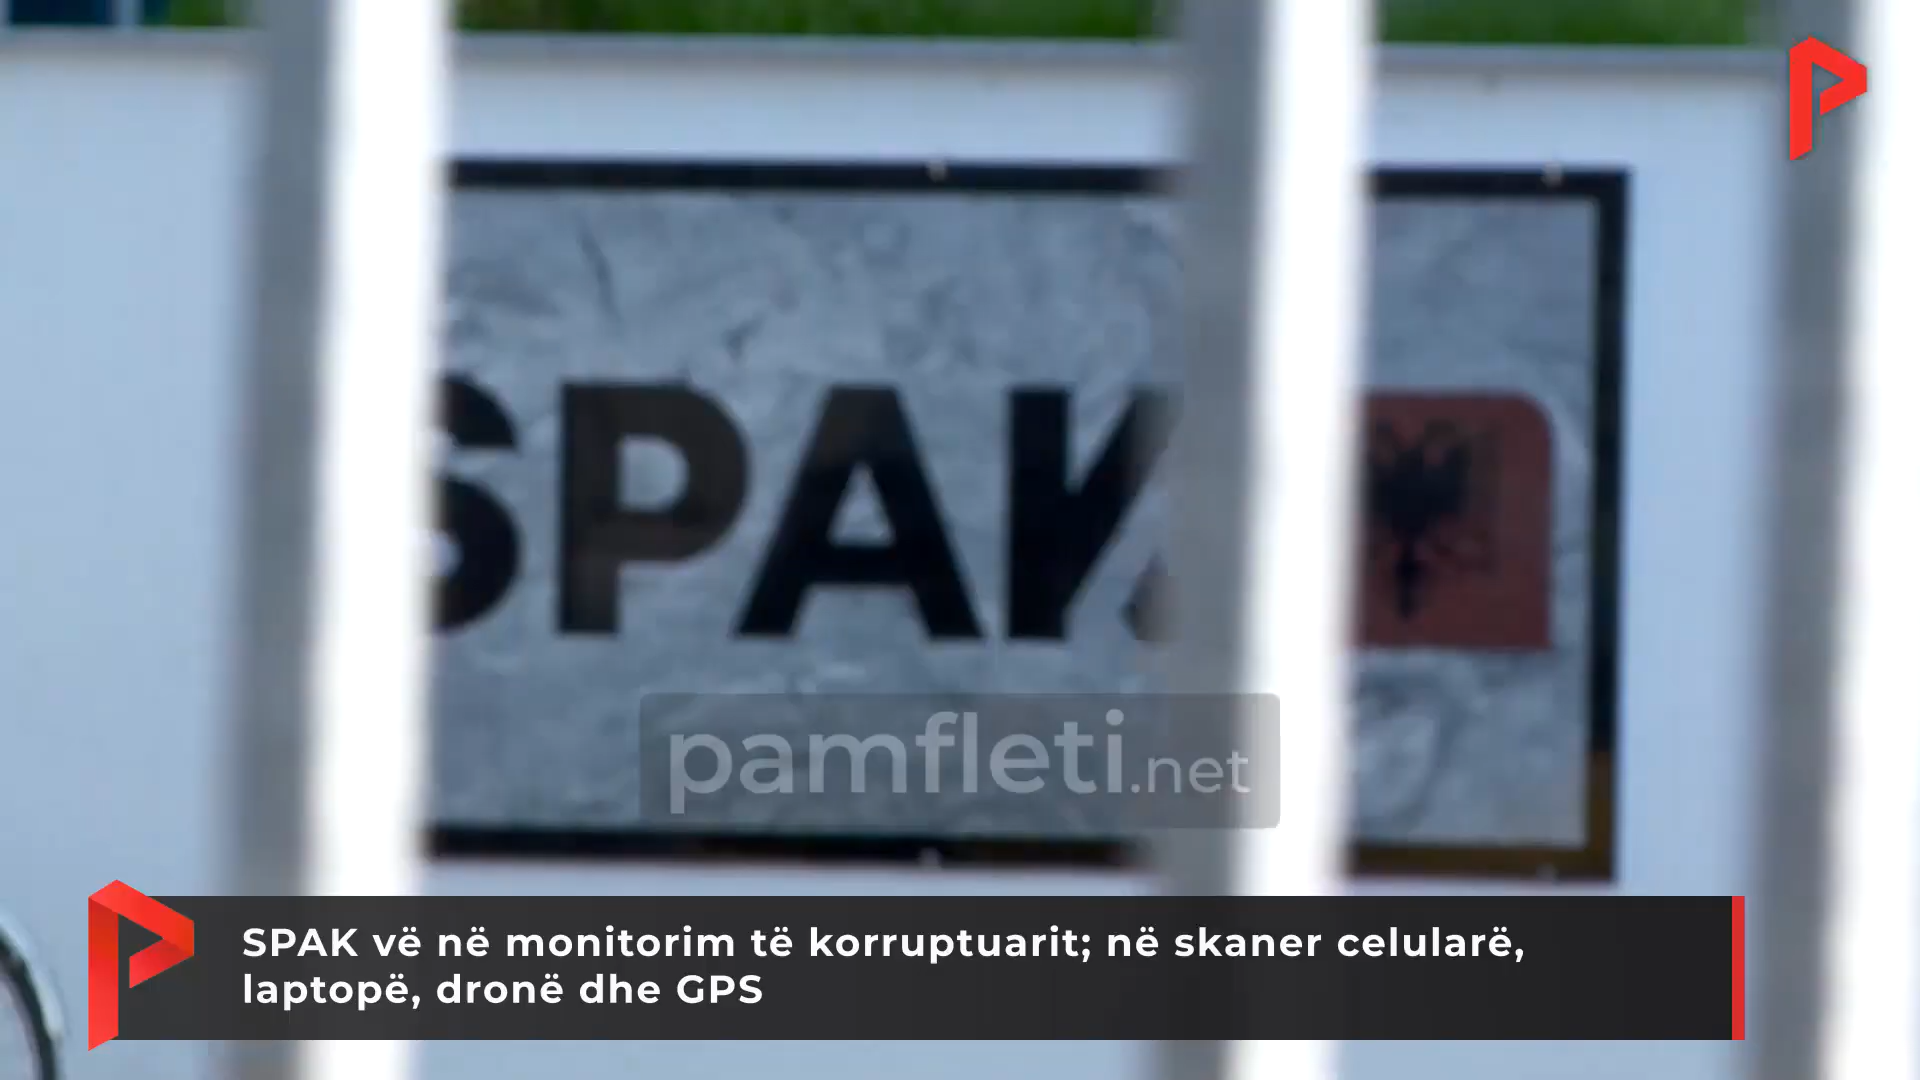 SPAK
pamfleti.net
SPAK vë në monitorim të korruptuarit; në skaner celularë,
laptopë, dronë dhe GPS